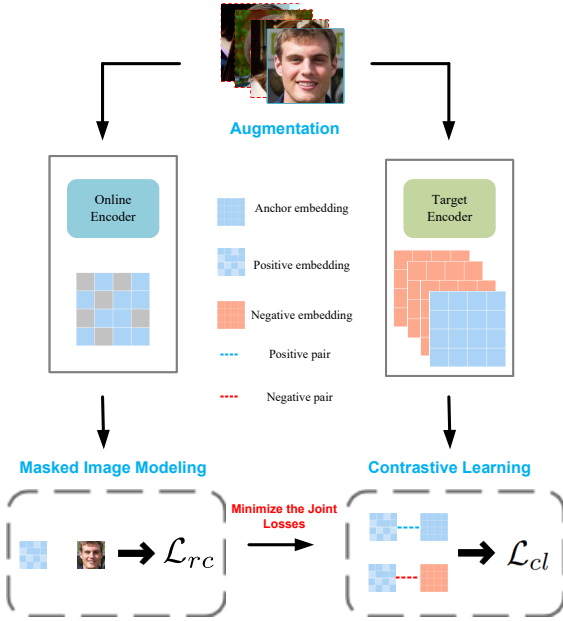 Augmentation
Online
Encoder
Target
Encoder
Anchor embedding
Positive embedding
Negative embedding
Positive pair
Negative pair
Masked Image Modeling
Contrastive Learning
Minimize the Joint
Losses
ℒrc
ℒcl